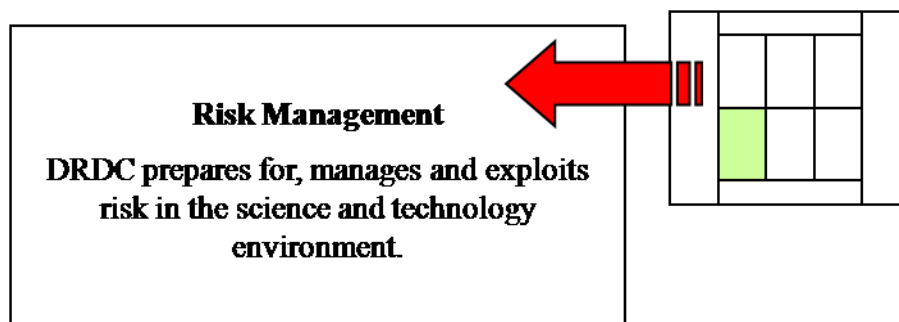 Risk Management
DRDC prepares for, manages and exploits
risk in the science and technology
environment.